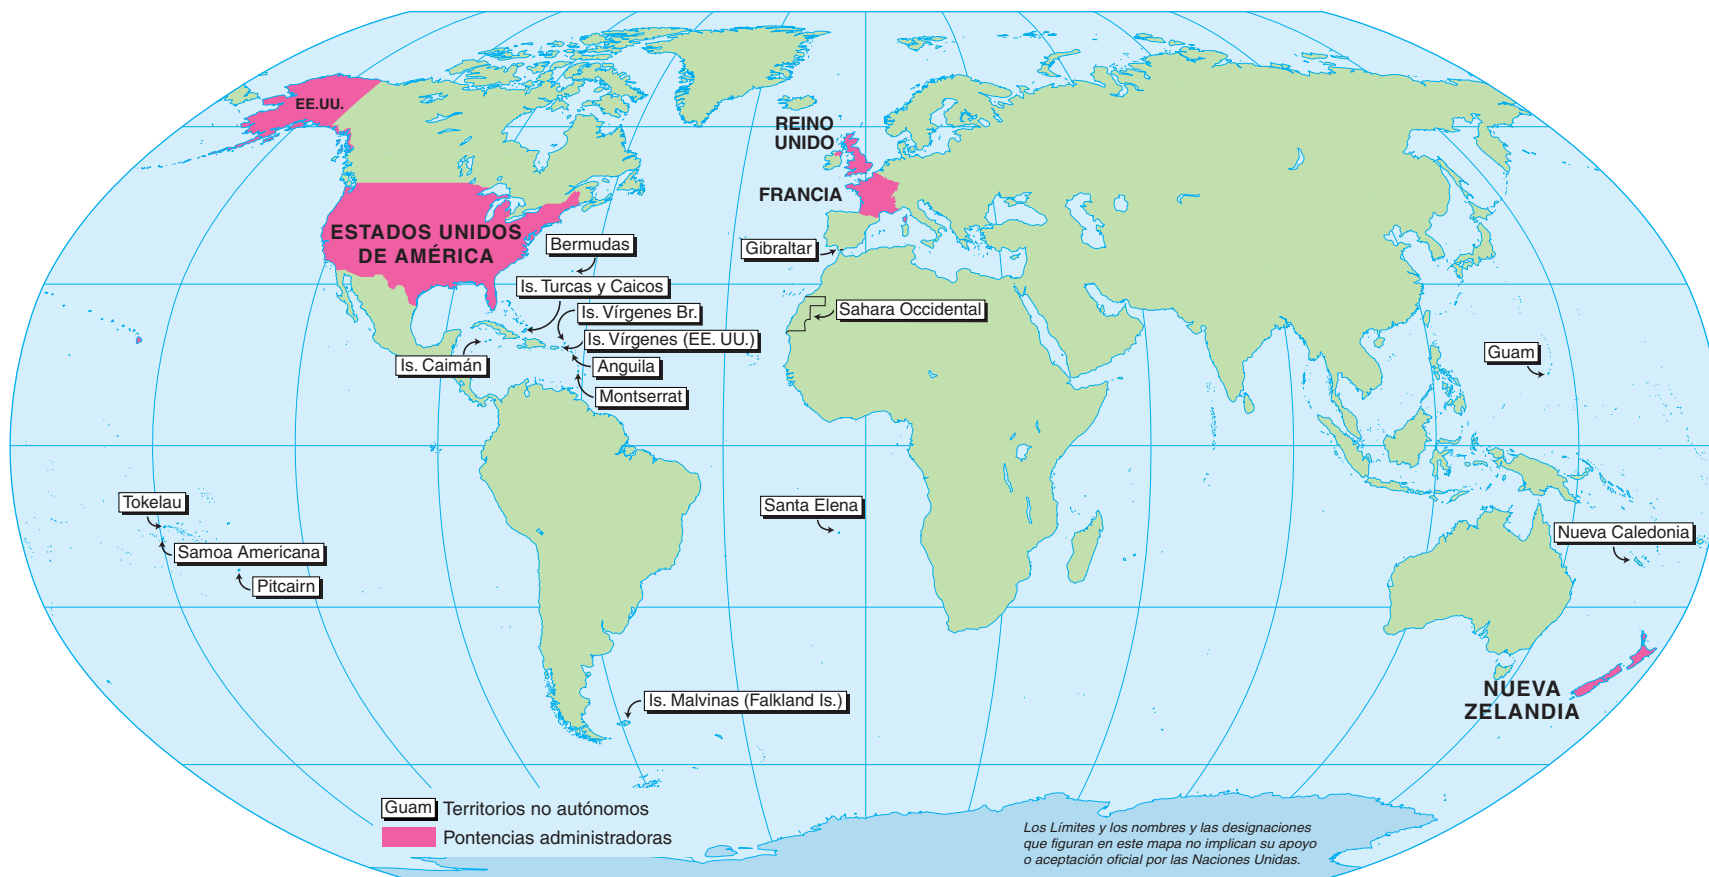 EE.UU.
REINO
UNIDO
FRANCIA
ESTADOS UNIDOS
DE AMÉRICA
Bermudas
Gibraltar
Is. Turcas y Caicos
Is. Vírgenes Br.
Sahara Occidental
Is. Vírgenes (EE. UU.)
Is. Caimán
Anguila
Guam
Montserrat
Tokelau
Santa Elena
Samoa Americana
Nueva Caledonia
Pitcairn
Is. Malvinas (Falkland Is.)
NUEVA
ZELANDIA
Guam Territorios no autónomos
Pontencias administradoras
Los Límites y los nombres y las designaciones
que figuran en este mapa no implican su apoyo
o aceptación oficial por las Naciones Unidas.